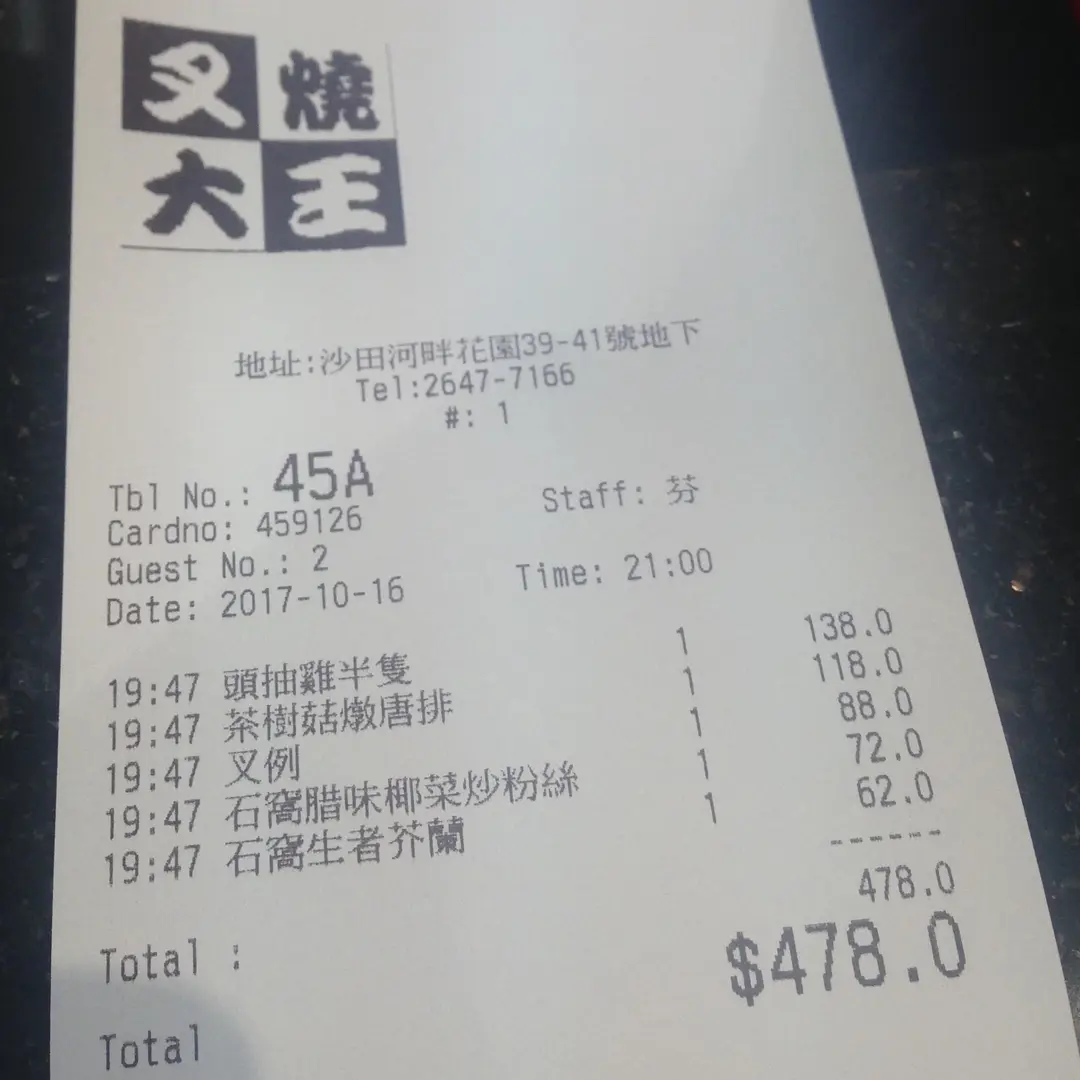 叉燒
大王
地址:沙田河畔花園39-41號地下
Tel:2647-7166
#: 1
Tbl No.: 45A
Cardno: 459126 Staff: 芬
Guest No.: 2
Date: 2017-10-16 Time: 21:00
19:47 頭抽雞半隻 1 138.0
19:47 茶樹菇燉唐排 1 118.0
19:47 叉例 1 88.0
19:47 石窩腊味椰菜炒粉絲 1 72.0
19:47 石窩生者芥蘭 1 62.0
------
478.0
Total : $478.0
Total